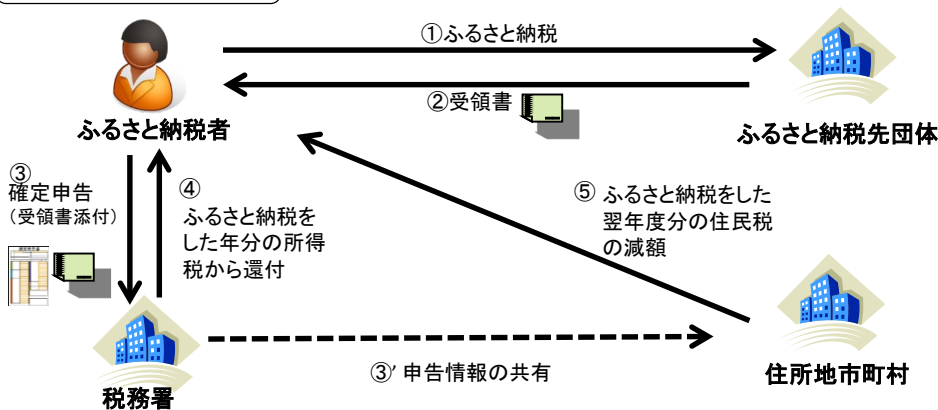 ①ふるさと納税
②受領書
ふるさと納税者
ふるさと納税先団体
③
確定申告
（受領書添付）
④
ふるさと納税を
した年分の所得
税から還付
⑤ ふるさと納税をした
翌年度分の住民税
の減額
③’ 申告情報の共有
税務署
住所地市町村